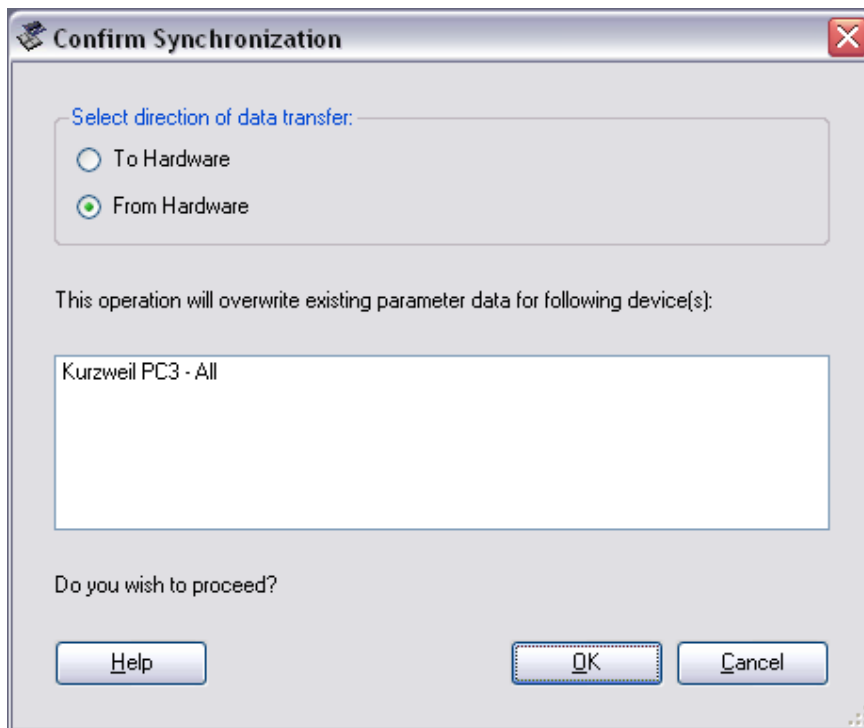 Confirm Synchronization
Select direction of data transfer:
To Hardware
From Hardware
This operation will overwrite existing parameter data for following device(s):
Kurzweil PC3 - All
Do you wish to proceed?
Help
OK
Cancel